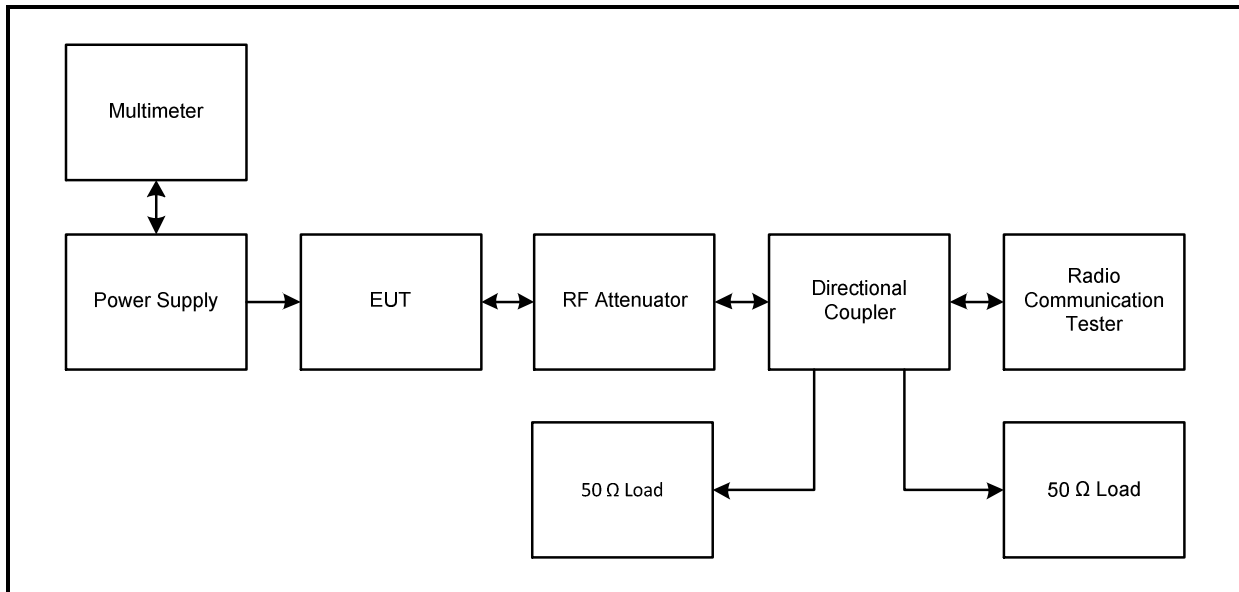 Multimeter
Power Supply
EUT
RF Attenuator
Directional
Coupler
Radio
Communication
Tester
50 Ω Load
50 Ω Load